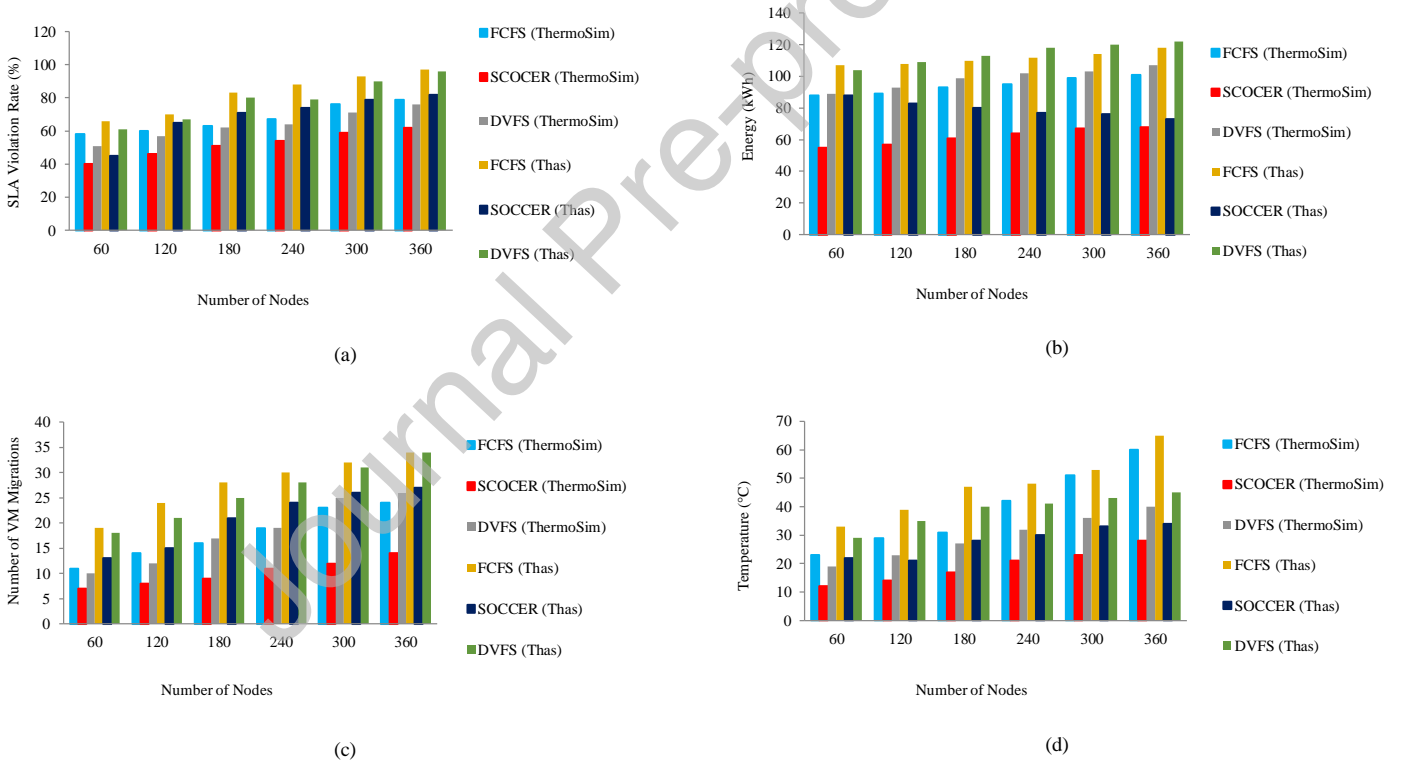 SLA Violation Rate (%)
120
100
80
60
40
20
0
60 120 180 240 300 360
Number of Nodes
FCFS (ThermoSim)
SCOCER (ThermoSim)
DVFS (ThermoSim)
FCFS (Thas)
SOCCER (Thas)
DVFS (Thas)
(a)
Energy (kWh)
140
120
100
80
60
40
20
0
60 120 180 240 300 360
Number of Nodes
FCFS (ThermoSim)
SCOCER (ThermoSim)
DVFS (ThermoSim)
FCFS (Thas)
SOCCER (Thas)
DVFS (Thas)
(b)
Number of VM Migrations
40
35
30
25
20
15
10
5
0
60 120 180 240 300 360
Number of Nodes
FCFS (ThermoSim)
SCOCER (ThermoSim)
DVFS (ThermoSim)
FCFS (Thas)
SOCCER (Thas)
DVFS (Thas)
(c)
Temperature (°C)
70
60
50
40
30
20
10
0
60 120 180 240 300 360
Number of Nodes
FCFS (ThermoSim)
SCOCER (ThermoSim)
DVFS (ThermoSim)
FCFS (Thas)
SOCCER (Thas)
DVFS (Thas)
(d)
Journal Pre-pro